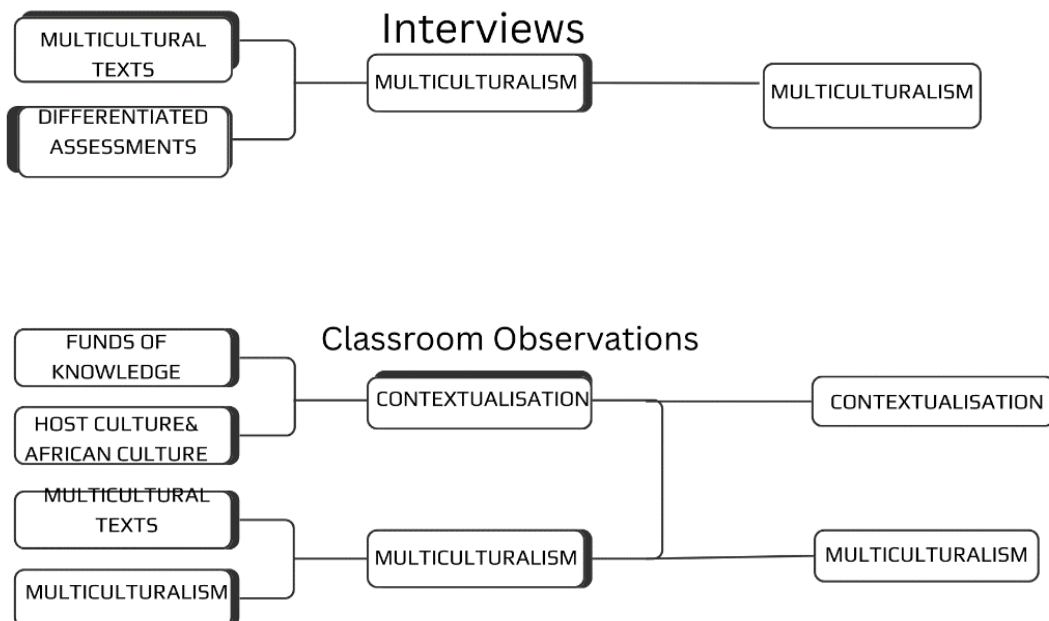 Interviews
MULTICULTURAL
TEXTS
DIFFERENTIATED
ASSESSMENTS
MULTICULTURALISM
MULTICULTURALISM
Classroom Observations
FUNDS OF
KNOWLEDGE
HOST CULTURE&
AFRICAN CULTURE
CONTEXTUALISATION
CONTEXTUALISATION
MULTICULTURAL
TEXTS
MULTICULTURALISM
MULTICULTURALISM
MULTICULTURALISM